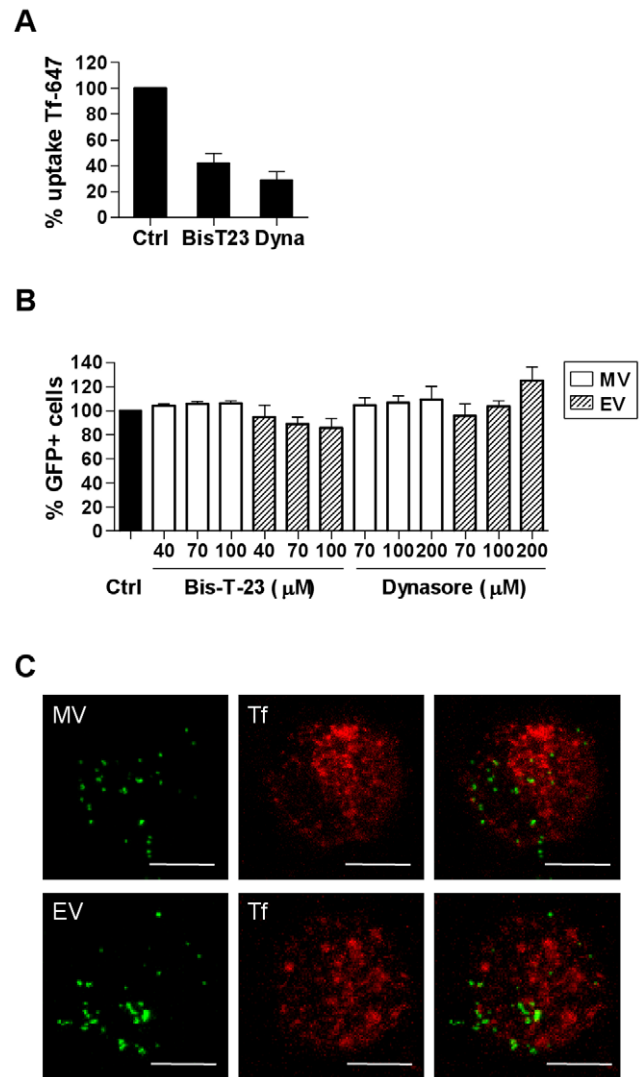 A
% uptake Tf-647
120
100
80
60
40
20
0
Ctrl BisT23 Dyna
B
% GFP+ cells
140
120
100
80
60
40
20
0
MV
EV
40 70 100 40 70 100 70 100 200 70 100 200
Ctrl Bis-T-23 (μM) Dynasore (μM)
C
MV Tf
EV Tf